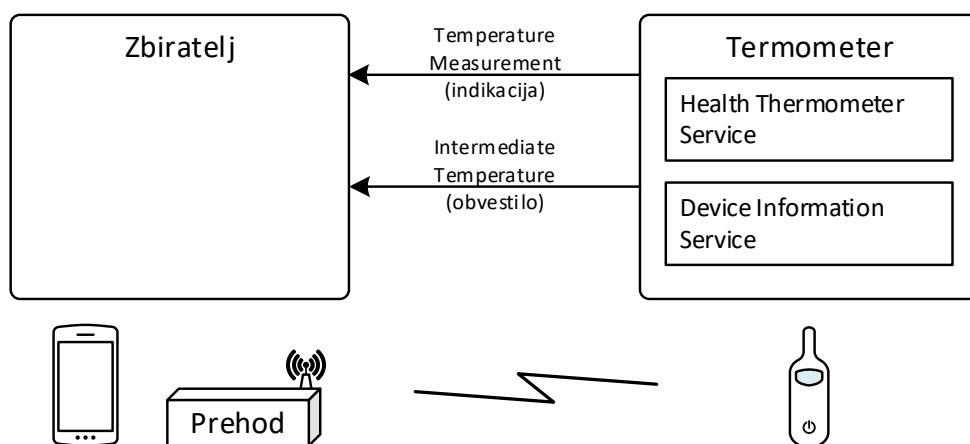 Zbiratelj
Temperature
Measurement
(indikacija)
Intermediate
Temperature
(obvestilo)
Termometer
Health Thermometer
Service
Device Information
Service
Prehod